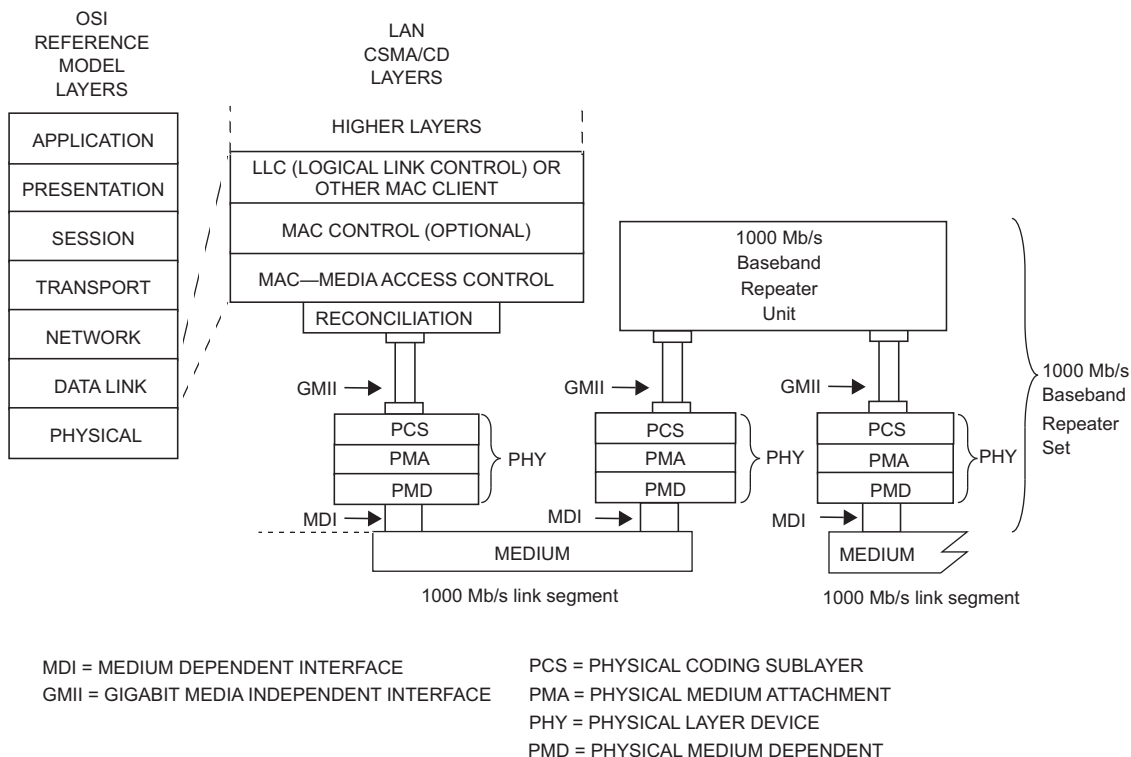 OSI
REFERENCE
MODEL
LAYERS
APPLICATION
PRESENTATION
SESSION
TRANSPORT
NETWORK
DATA LINK
PHYSICAL
LAN
CSMA/CD
LAYERS
HIGHER LAYERS
LLC (LOGICAL LINK CONTROL) OR
OTHER MAC CLIENT
MAC CONTROL (OPTIONAL)
MAC—MEDIA ACCESS CONTROL
RECONCILIATION
GMII
PCS
PMA
PMD
PHY
MDI
1000 Mb/s
Baseband
Repeater
Unit
GMII
PCS
PMA
PMD
PHY
MDI
GMII
PCS
PMA
PMD
PHY
MDI
1000 Mb/s
Baseband
Repeater
Set
MEDIUM
MEDIUM
1000 Mb/s link segment
1000 Mb/s link segment
MDI = MEDIUM DEPENDENT INTERFACE
GMII = GIGABIT MEDIA INDEPENDENT INTERFACE
PCS = PHYSICAL CODING SUBLAYER
PMA = PHYSICAL MEDIUM ATTACHMENT
PHY = PHYSICAL LAYER DEVICE
PMD = PHYSICAL MEDIUM DEPENDENT